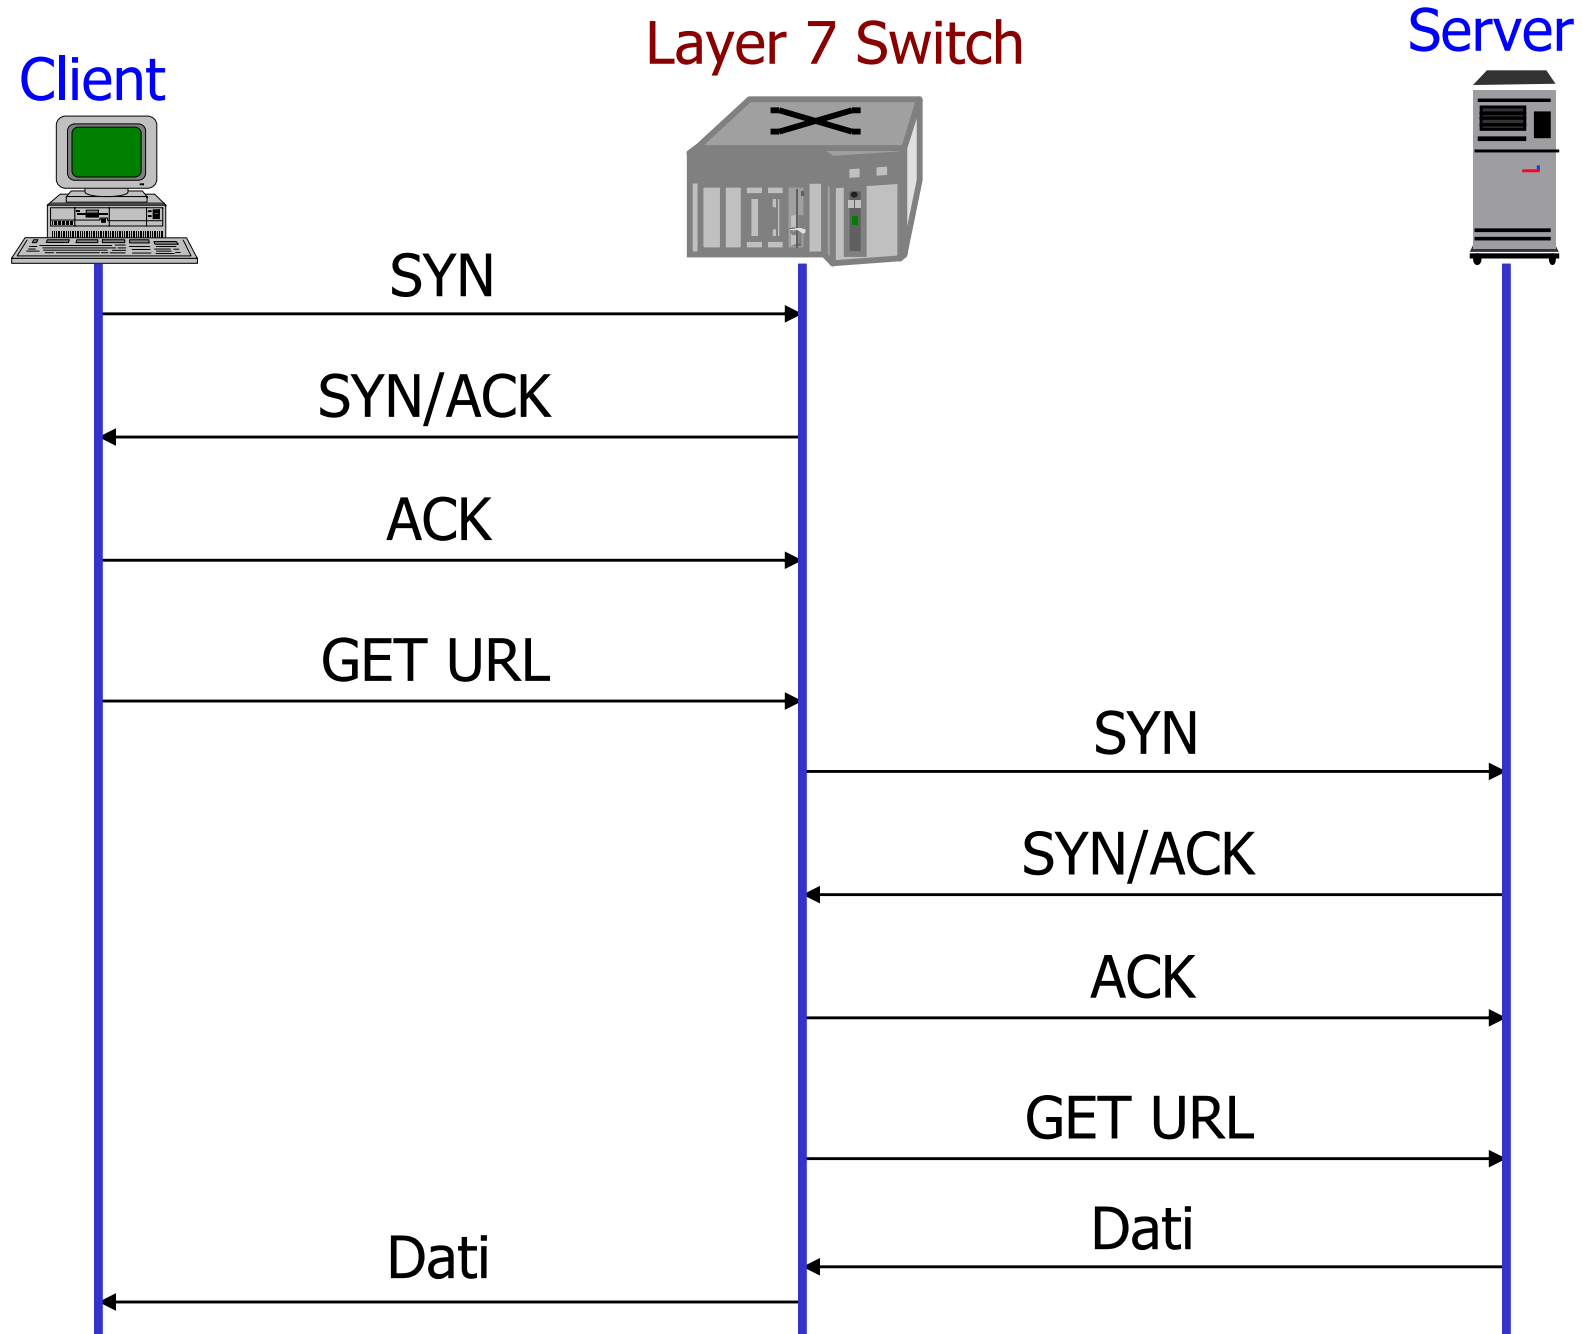 Client
Layer 7 Switch
Server
SYN
SYN/ACK
ACK
GET URL
SYN
SYN/ACK
ACK
GET URL
Dati
Dati